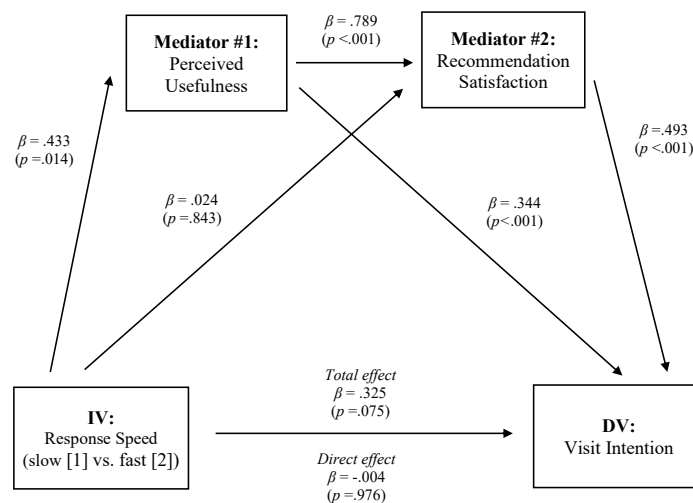 Mediator #1:
Perceived
Usefulness
β = .789
(p <.001)
Mediator #2:
Recommendation
Satisfaction
β = .433
(p =.014)
β = .024
(p =.843)
β = .344
(p<.001)
β =.493
(p <.001)
IV:
Response Speed
(slow [1] vs. fast [2])
Total effect
β = .325
(p =.075)
Direct effect
β = -.004
(p =.976)
DV:
Visit Intention